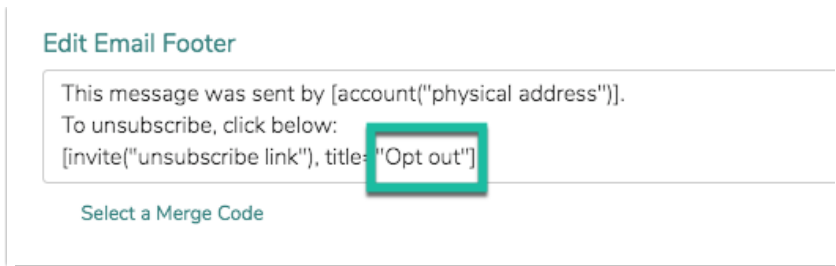 Edit Email Footer
This message was sent by [account("physical address")].
To unsubscribe, click below:
[invite("unsubscribe link"), title="Opt out"]
Select a Merge Code